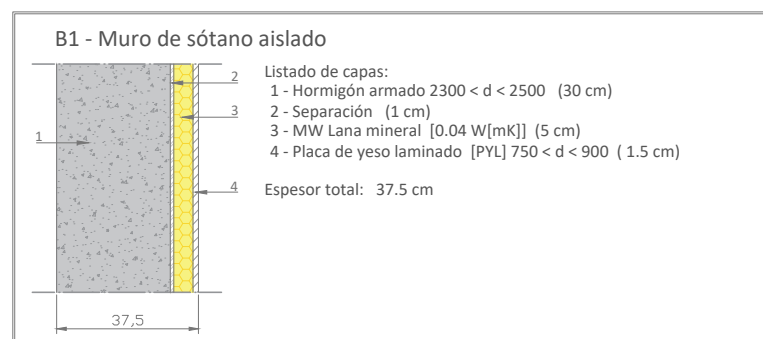 B1 - Muro de sótano aislado
Listado de capas:
1 - Hormigón armado 2300 < d < 2500 (30 cm)
2 - Separación (1 cm)
3 - MW Lana mineral [0.04 W[mK]] (5 cm)
4 - Placa de yeso laminado [PYL] 750 < d < 900 ( 1.5 cm)
Espesor total: 37.5 cm
2
3
1
4
37,5